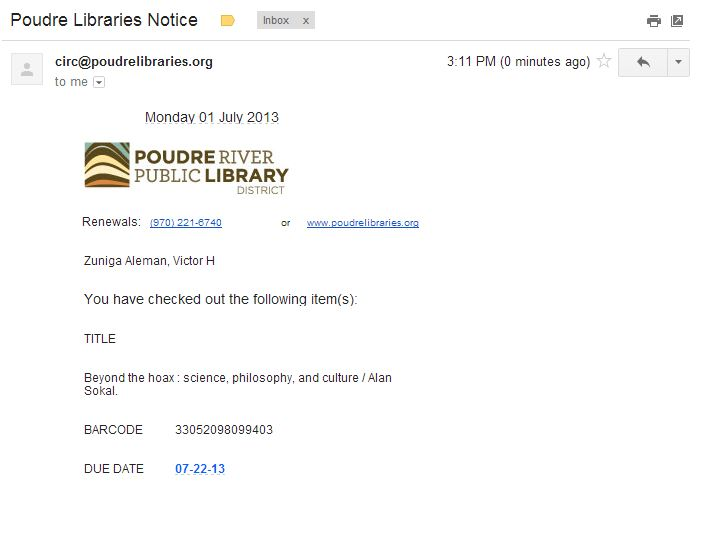 Poudre Libraries Notice
Inbox x
circ@poudrelibraries.org
3:11 PM (0 minutes ago)
to me
Monday 01 July 2013
POUDRE RIVER
PUBLIC LIBRARY
DISTRICT
Renewals: (970) 221-6740 or www.poudrelibraries.org
Zuniga Aleman, Victor H
You have checked out the following item(s):
TITLE
Beyond the hoax : science, philosophy, and culture / Alan
Sokal.
BARCODE 33052098099403
DUE DATE 07-22-13